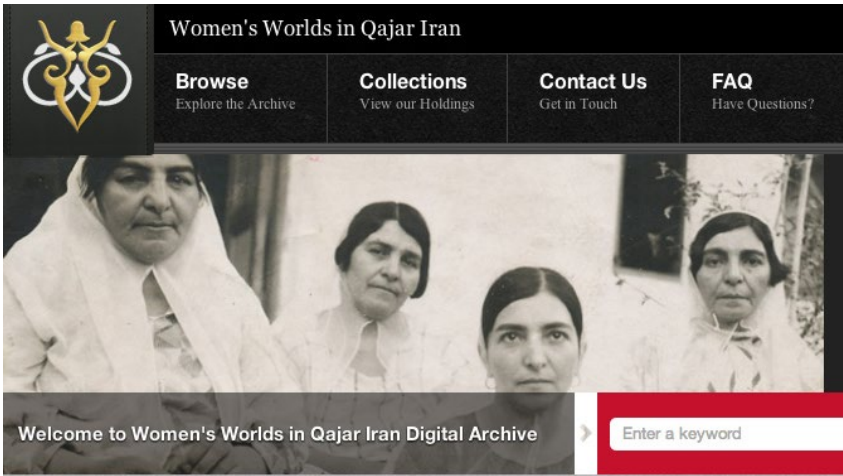 Women's Worlds in Qajar Iran
Browse
Explore the Archive
Collections
View our Holdings
Contact Us
Get in Touch
FAQ
Have Questions?
Welcome to Women's Worlds in Qajar Iran Digital Archive
Enter a keyword